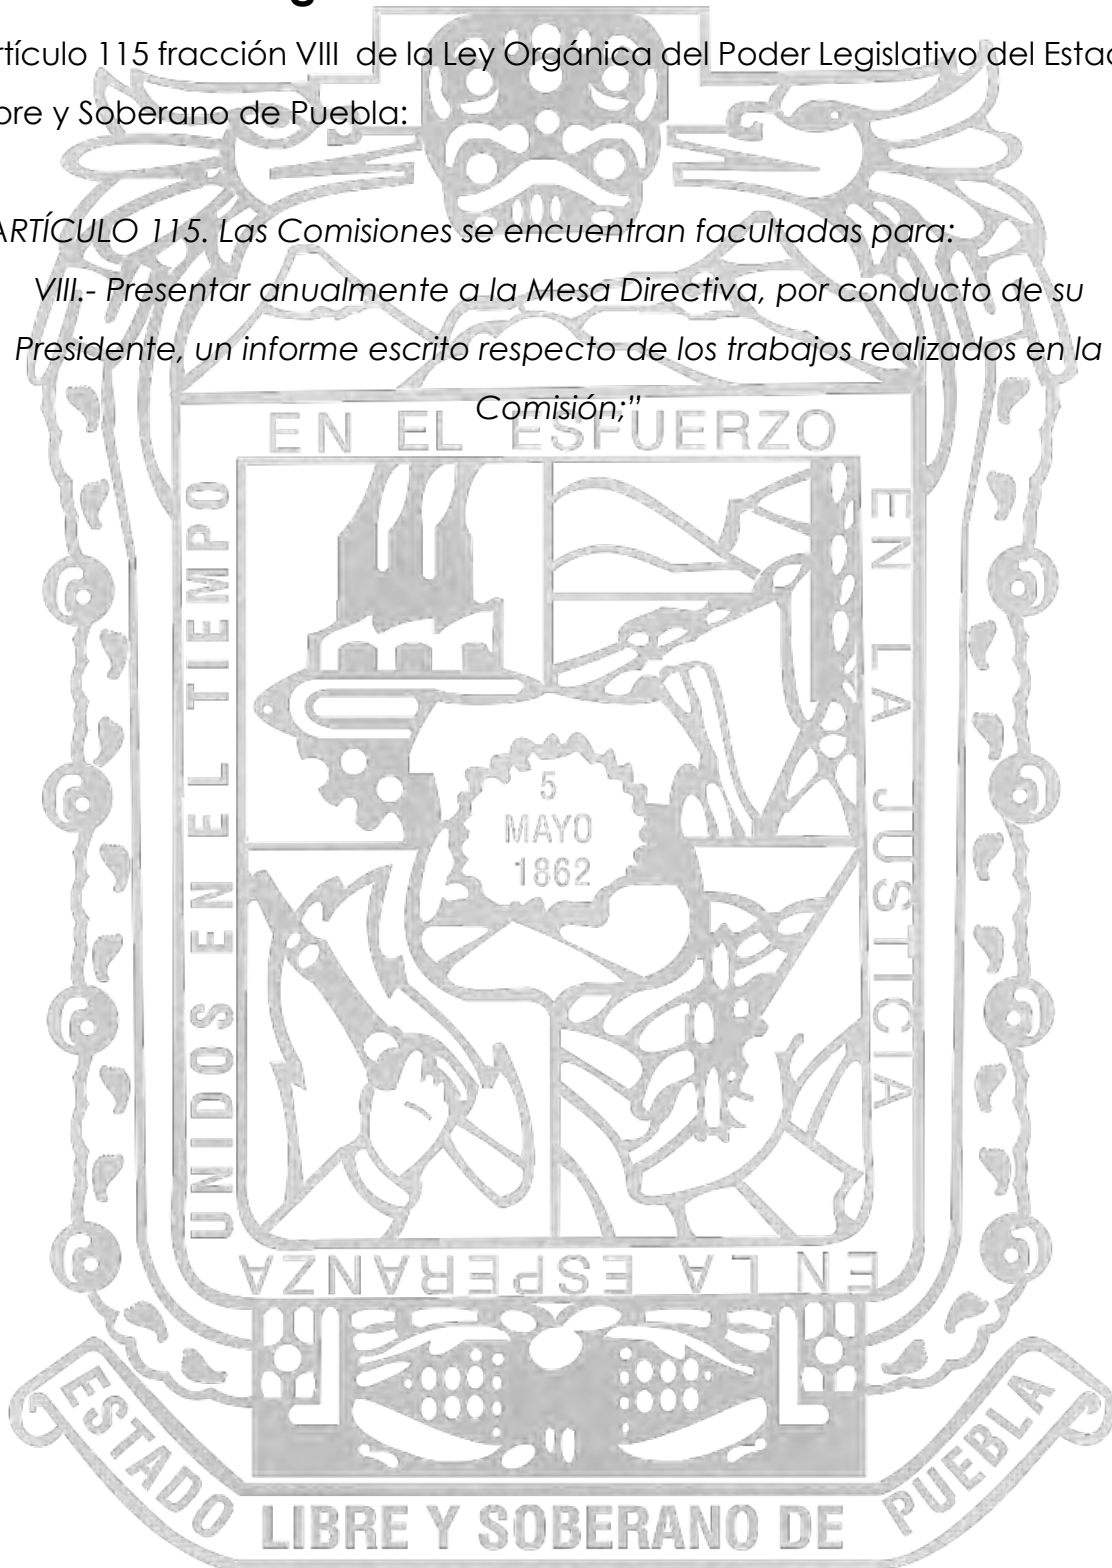 rtículo 115 fracción VIII de la Ley Orgánica del Poder Legislativo del Estad
bre y Soberano de Puebla:
ARTÍCULO 115. Las Comisiones se encuentran facultadas para:
VIII.- Presentar anualmente a la Mesa Directiva, por conducto de su
Presidente, un informe escrito respecto de los trabajos realizados en la
Comisión;”
EN EL ESFUERZO
UNIDOS EN EL TIEMPO
EN LA JUSTICIA
5
MAYO
1862
EN LA ESPERANZA
ESTADO LIBRE Y SOBERANO DE PUEBLA